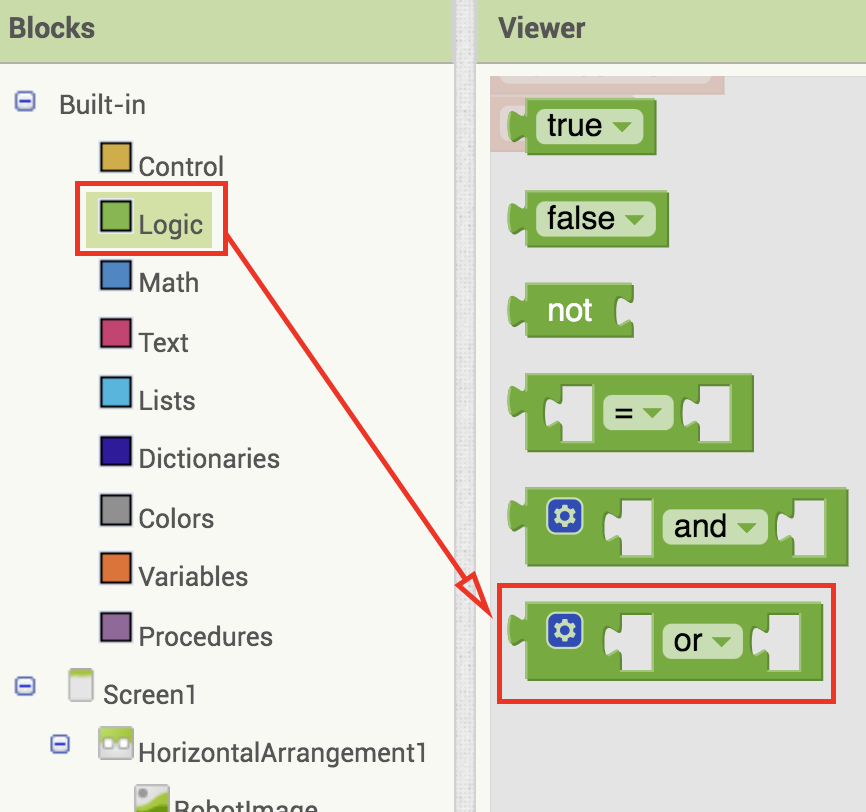 Blocks
Viewer
Built-in
Control
Logic
Math
Text
Lists
Dictionaries
Colors
Variables
Procedures
Screen1
HorizontalArrangement1
RobotImage
true
false
not
=
and
or